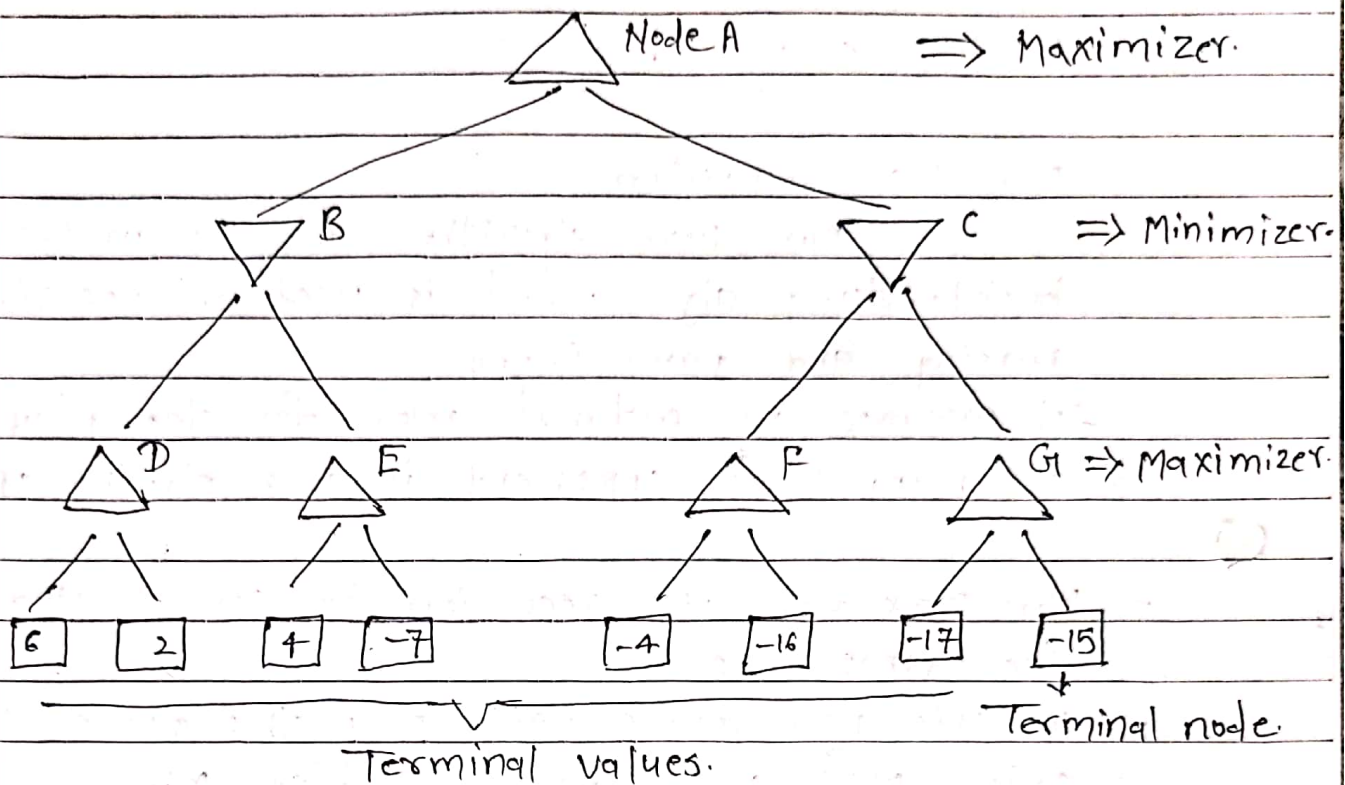 Node A => Maximizer.
B C => Minimizer.
D E F G => Maximizer.
6 2 4 -7 -4 -16 -17 -15
Terminal node.
Terminal values.